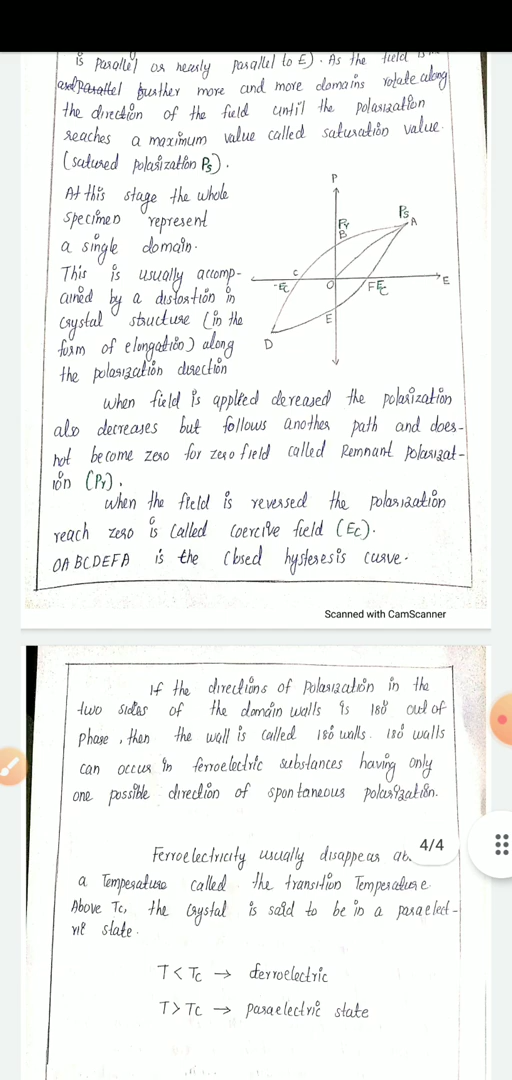 is Parallel or nearly parallel to E). As the field is
further more and more domains rotate along
the direction of the field until the polarization
reaches a maximum value called saturation value.
(satured polarization Ps).
At this stage the whole
specimen represent
a single domain.
This is usually accomp-
ained by a distortion in
crystal structure (in the
form of elongation) along
the polarization direction
P
Ps
A
Pr
B
C
-Ec
O
F Ec
E
E
D
When field is applied decreased the polarization
also decreases but follows another path and does-
not become zero for zero field called Remnant Polarizat-
ion (Pr).
When the field is reversed the polarization
reach zero is called coercive field (Ec).
OABCDEFA is the closed hysteresis curve.
Scanned with CamScanner
If the directions of Polarization in the
two sides of the domain walls is 180° out of
Phase, then the wall is called 180° walls. 180° walls
can occur in ferroelectric substances having only
one possible direction of spontaneous polarization.
4/4
Ferroelectricity usually disappears ab.
a Temperature called the transition Temperature
Above Tc, the crystal is said to be in a paraelect-
ric state.
T < Tc → ferroelectric
T > Tc → paraelectric state